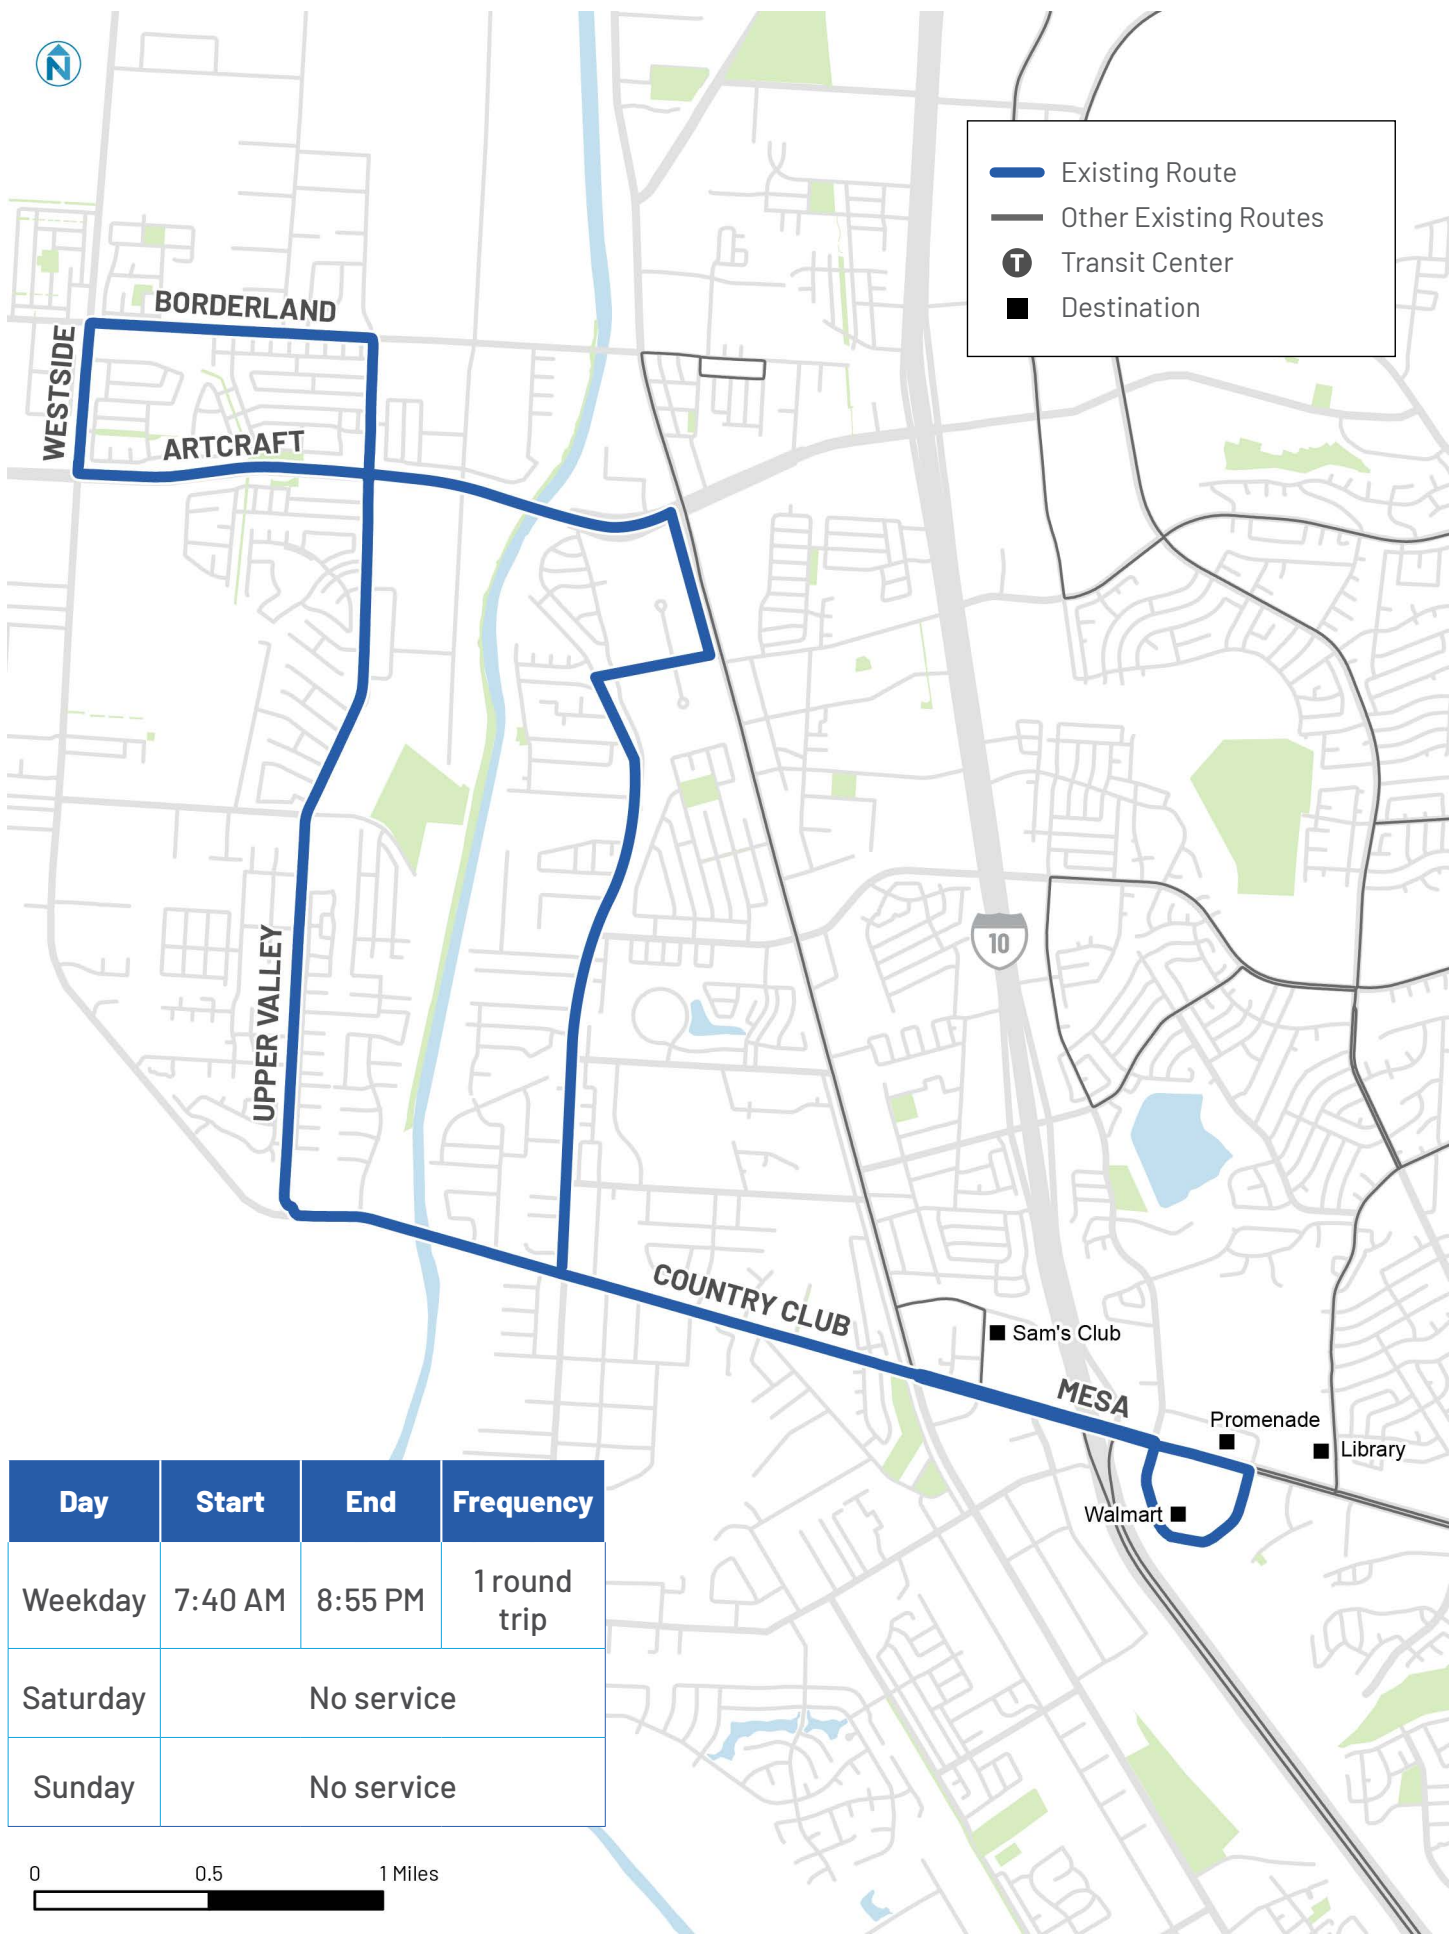 N
Existing Route
Other Existing Routes
T Transit Center
Destination
BORDERLAND
WESTSIDE
ARTCRAFT
10
UPPER VALLEY
COUNTRY CLUB
Sam's Club
MESA
Promenade
Library
Walmart
Day Start End Frequency
Weekday 7:40 AM 8:55 PM 1 round
trip
Saturday No service
Sunday No service
0 0.5 1 Miles